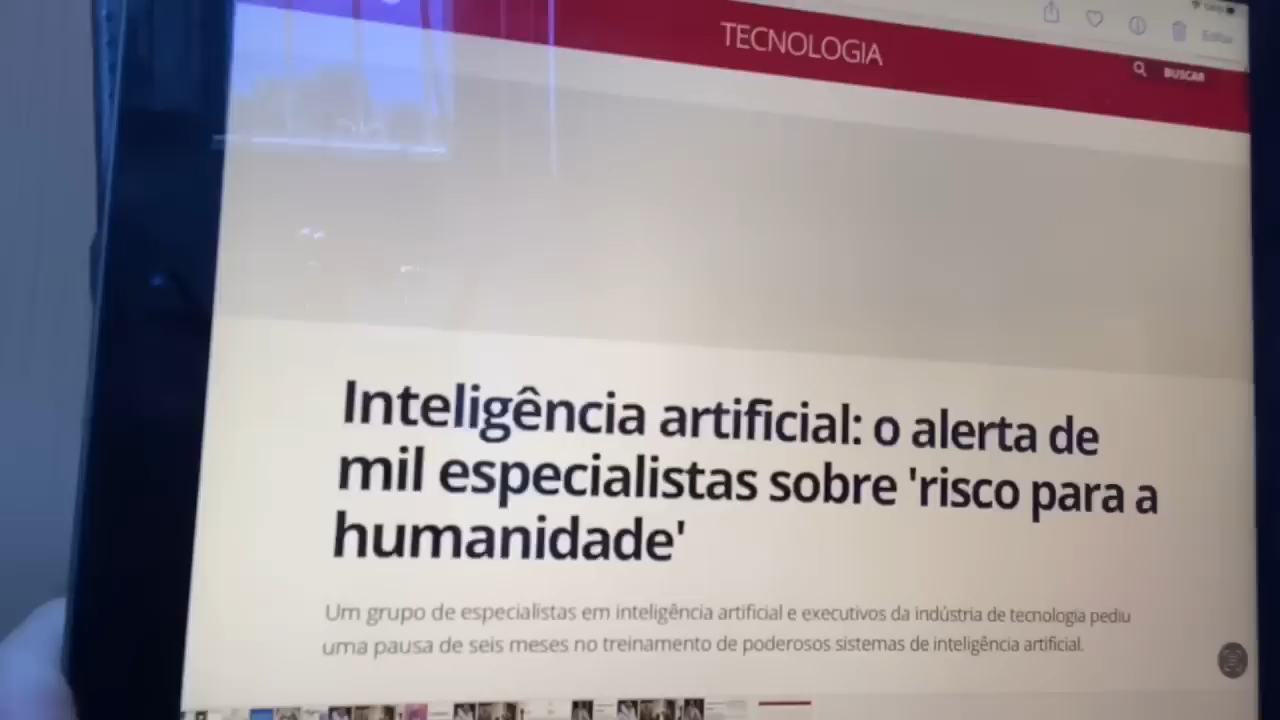 TECNOLOGIA
Editar
BUSCAR
Inteligência artificial: o alerta de
mil especialistas sobre 'risco para a
humanidade'
Um grupo de especialistas em inteligência artificial e executivos da indústria de tecnologia pediu
uma pausa de seis meses no treinamento de poderosos sistemas de inteligência artificial.